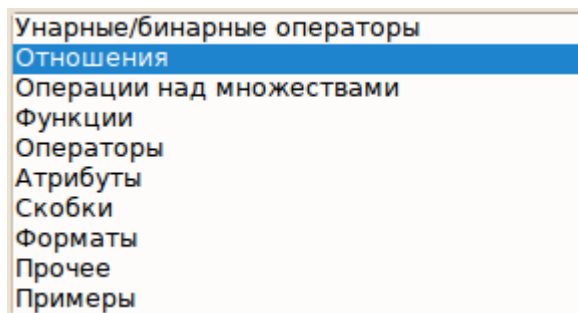 Унарные/бинарные операторы
Отношения
Операции над множествами
Функции
Операторы
Атрибуты
Скобки
Форматы
Прочее
Примеры